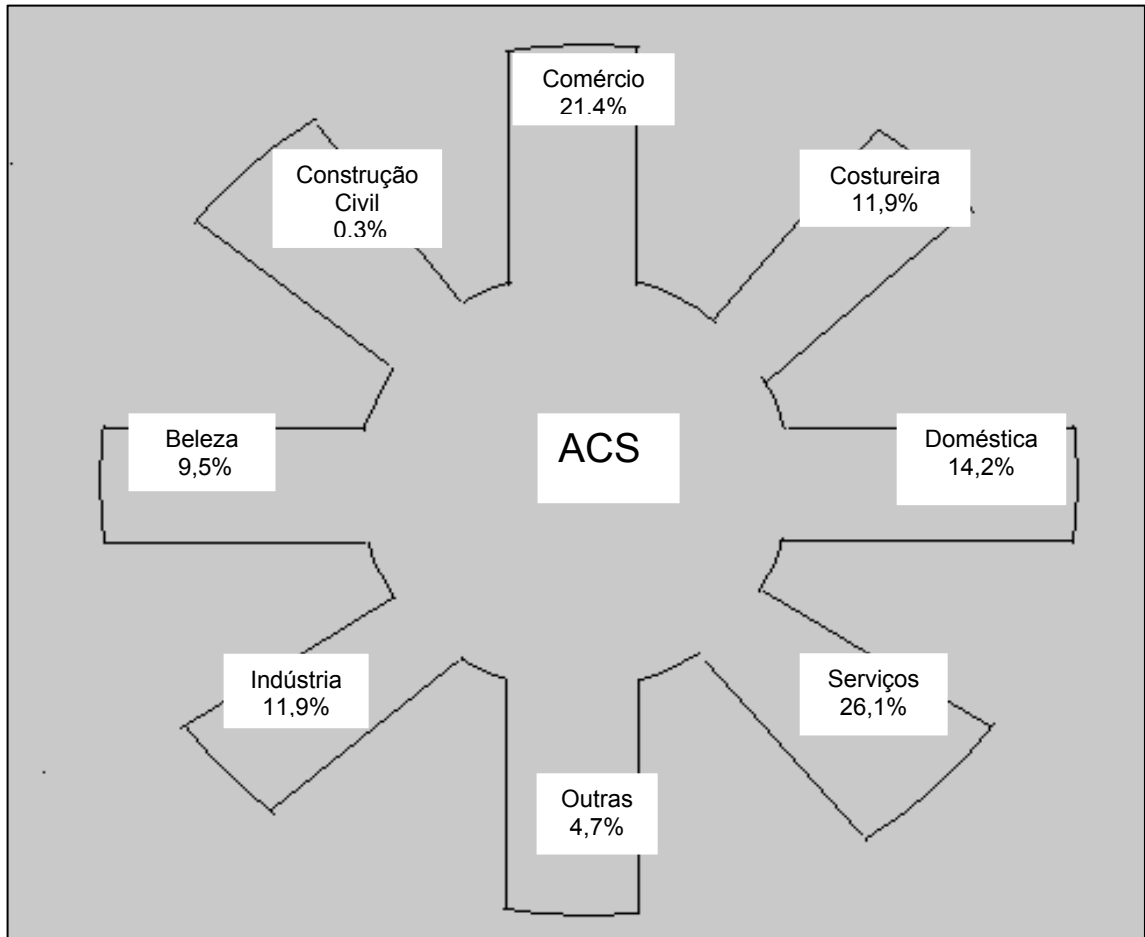 Comércio
21,4%
Construção
Civil
0,3%
Costureira
11,9%
Beleza
9,5%
ACS
Doméstica
14,2%
Indústria
11,9%
Serviços
26,1%
Outras
4,7%